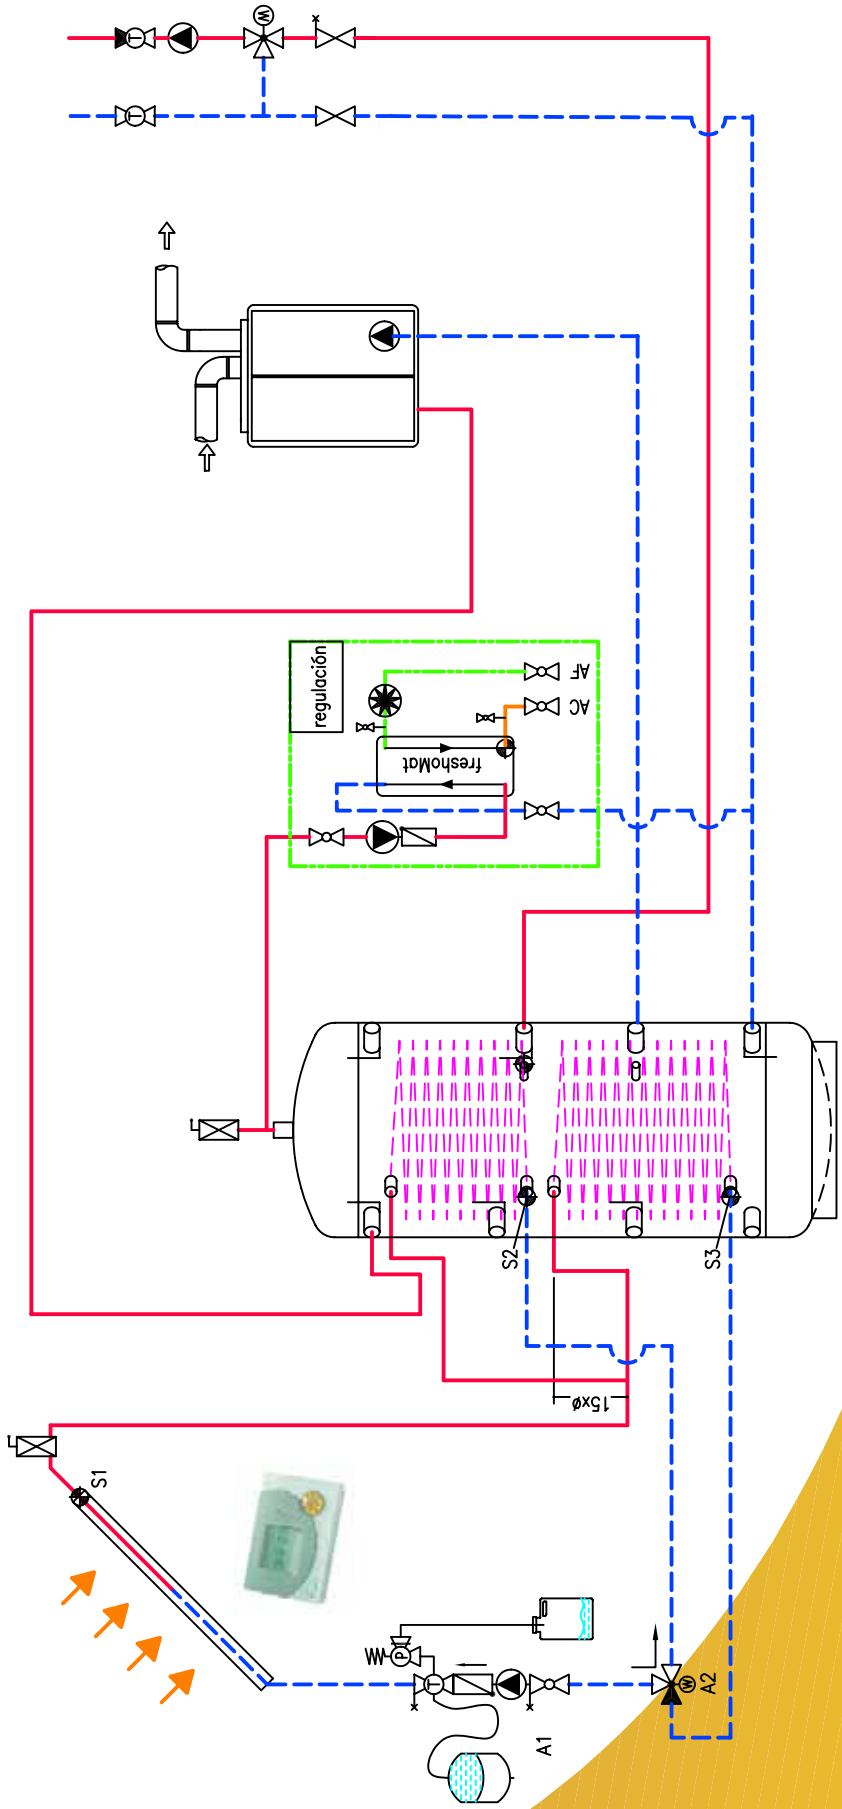 W
T
T
regulación
AF
AC
freshoMat
S2
S3
15xø
S1
P
T
A1
W
A2